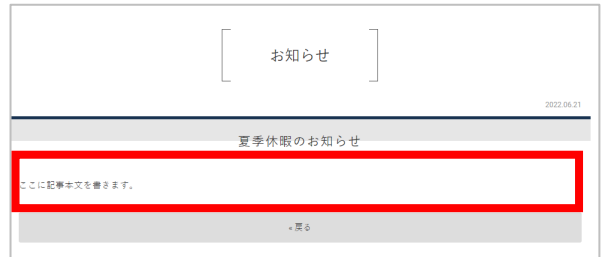 お知らせ
2022.06.21
夏季休暇のお知らせ
ここに記事本文を書きます。
« 戻る